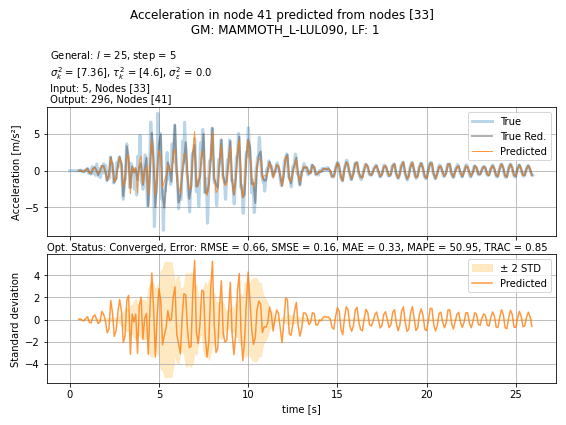 Acceleration in node 41 predicted from nodes [33]
GM: MAMMOTH_L-LUL090, LF: 1
General: l = 25, step = 5
σ²ₖ = [7.36], τ²ₖ = [4.6], σ²ε = 0.0
Input: 5, Nodes [33]
Output: 296, Nodes [41]
Acceleration [m/s²]
5
0
−5
True
True Red.
Predicted
Opt. Status: Converged, Error: RMSE = 0.66, SMSE = 0.16, MAE = 0.33, MAPE = 50.95, TRAC = 0.85
Standard deviation
4
2
0
−2
−4
± 2 STD
Predicted
0 5 10 15 20 25
time [s]